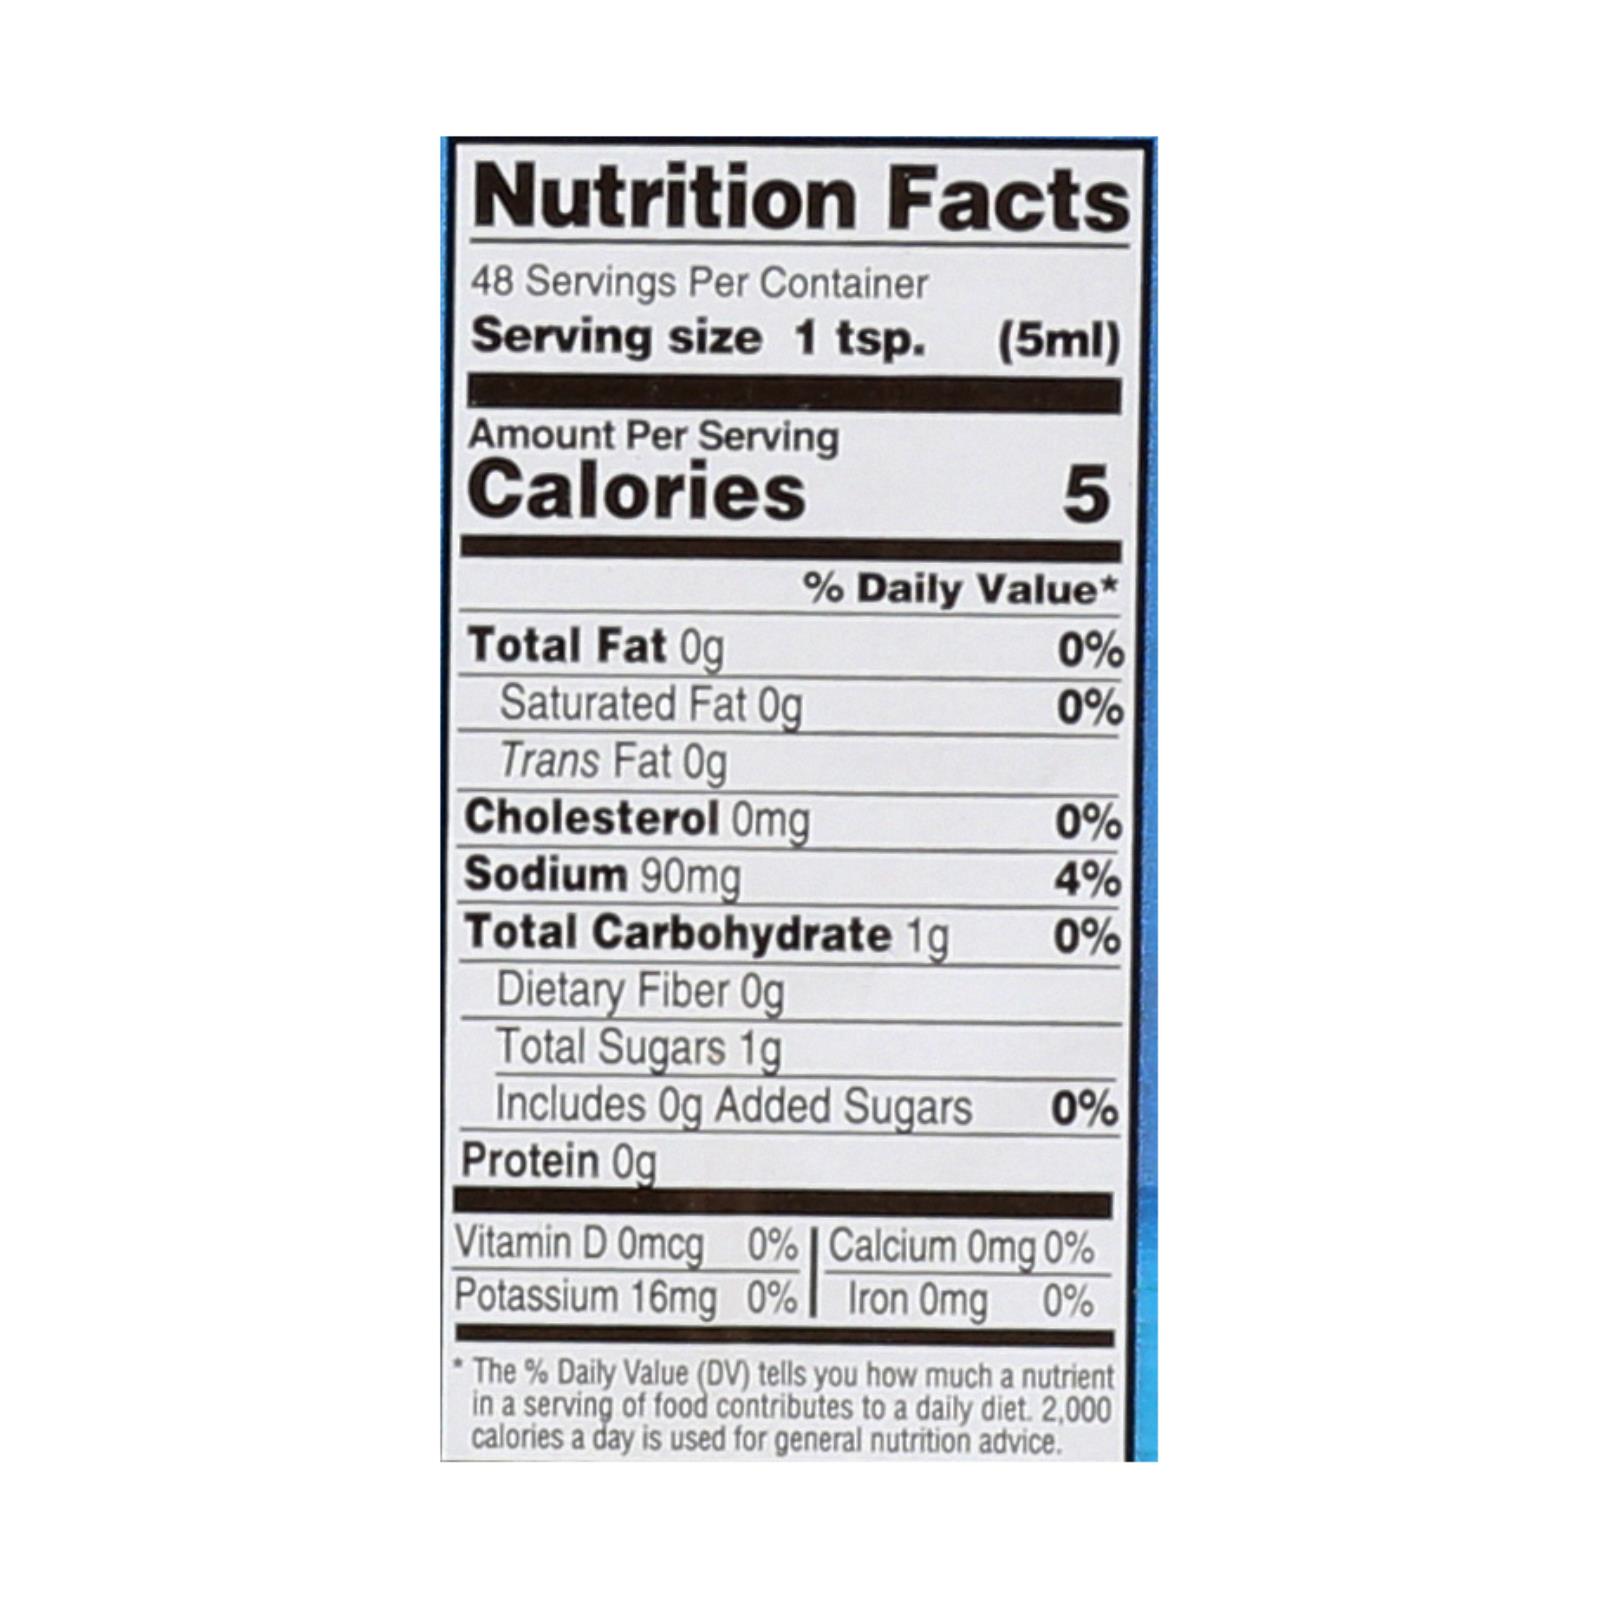 Nutrition Facts
48 Servings Per Container
Serving size 1 tsp. (5ml)
Amount Per Serving
Calories 5
% Daily Value*
Total Fat 0g 0%
Saturated Fat 0g 0%
Trans Fat 0g
Cholesterol 0mg 0%
Sodium 90mg 4%
Total Carbohydrate 1g 0%
Dietary Fiber 0g
Total Sugars 1g
Includes 0g Added Sugars 0%
Protein 0g
Vitamin D 0mcg 0% Calcium 0mg 0%
Potassium 16mg 0% Iron 0mg 0%
* The % Daily Value (DV) tells you how much a nutrient
in a serving of food contributes to a daily diet. 2,000
calories a day is used for general nutrition advice.